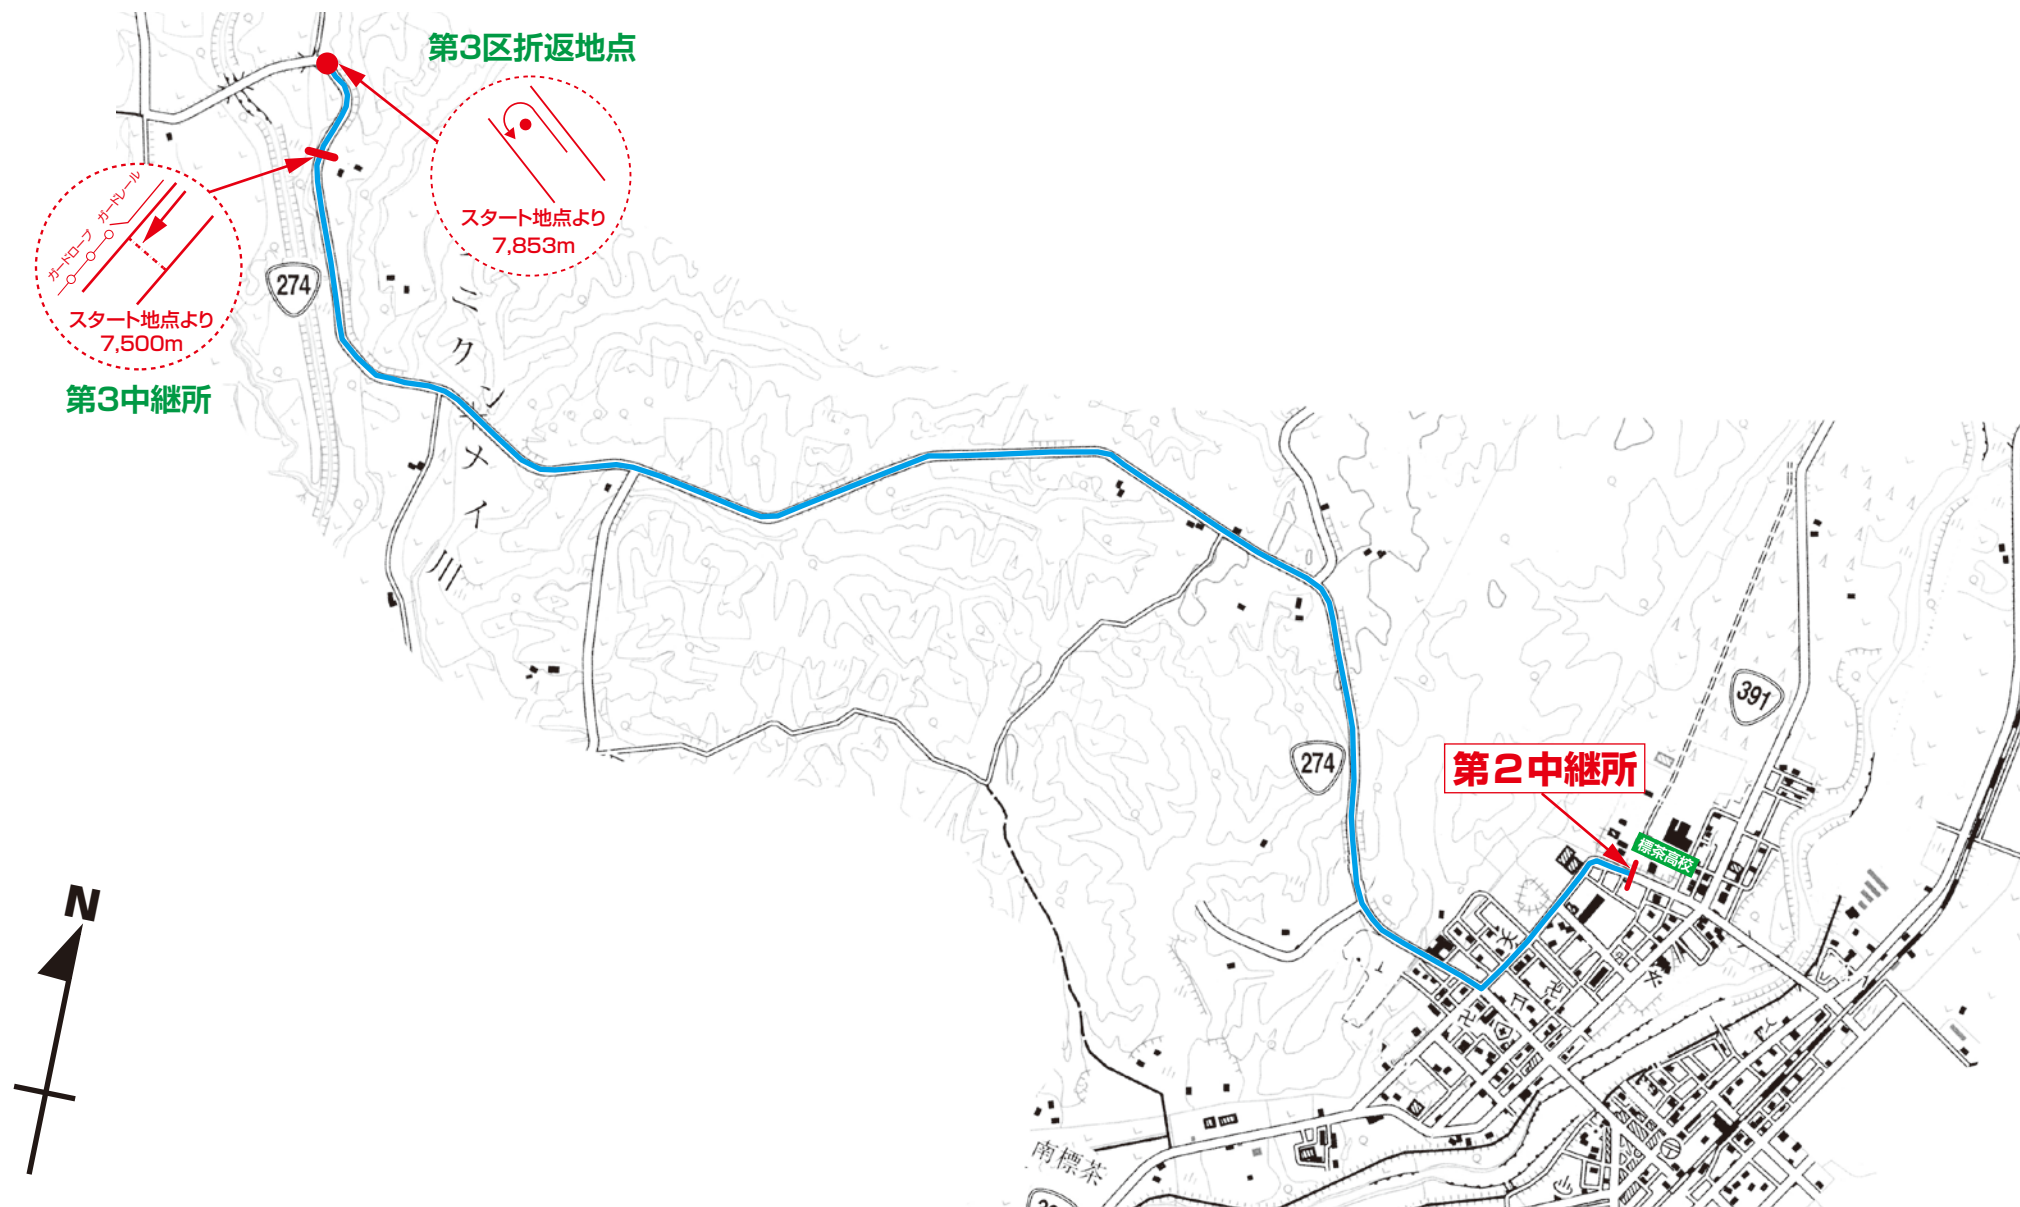 第3区折返地点
スタート地点より
7,853m
ガードレール
ガードロープ
スタート地点より
7,500m
第3中継所
274
ニクンナイ川
391
274
第2中継所
標茶高校
N
南標茶